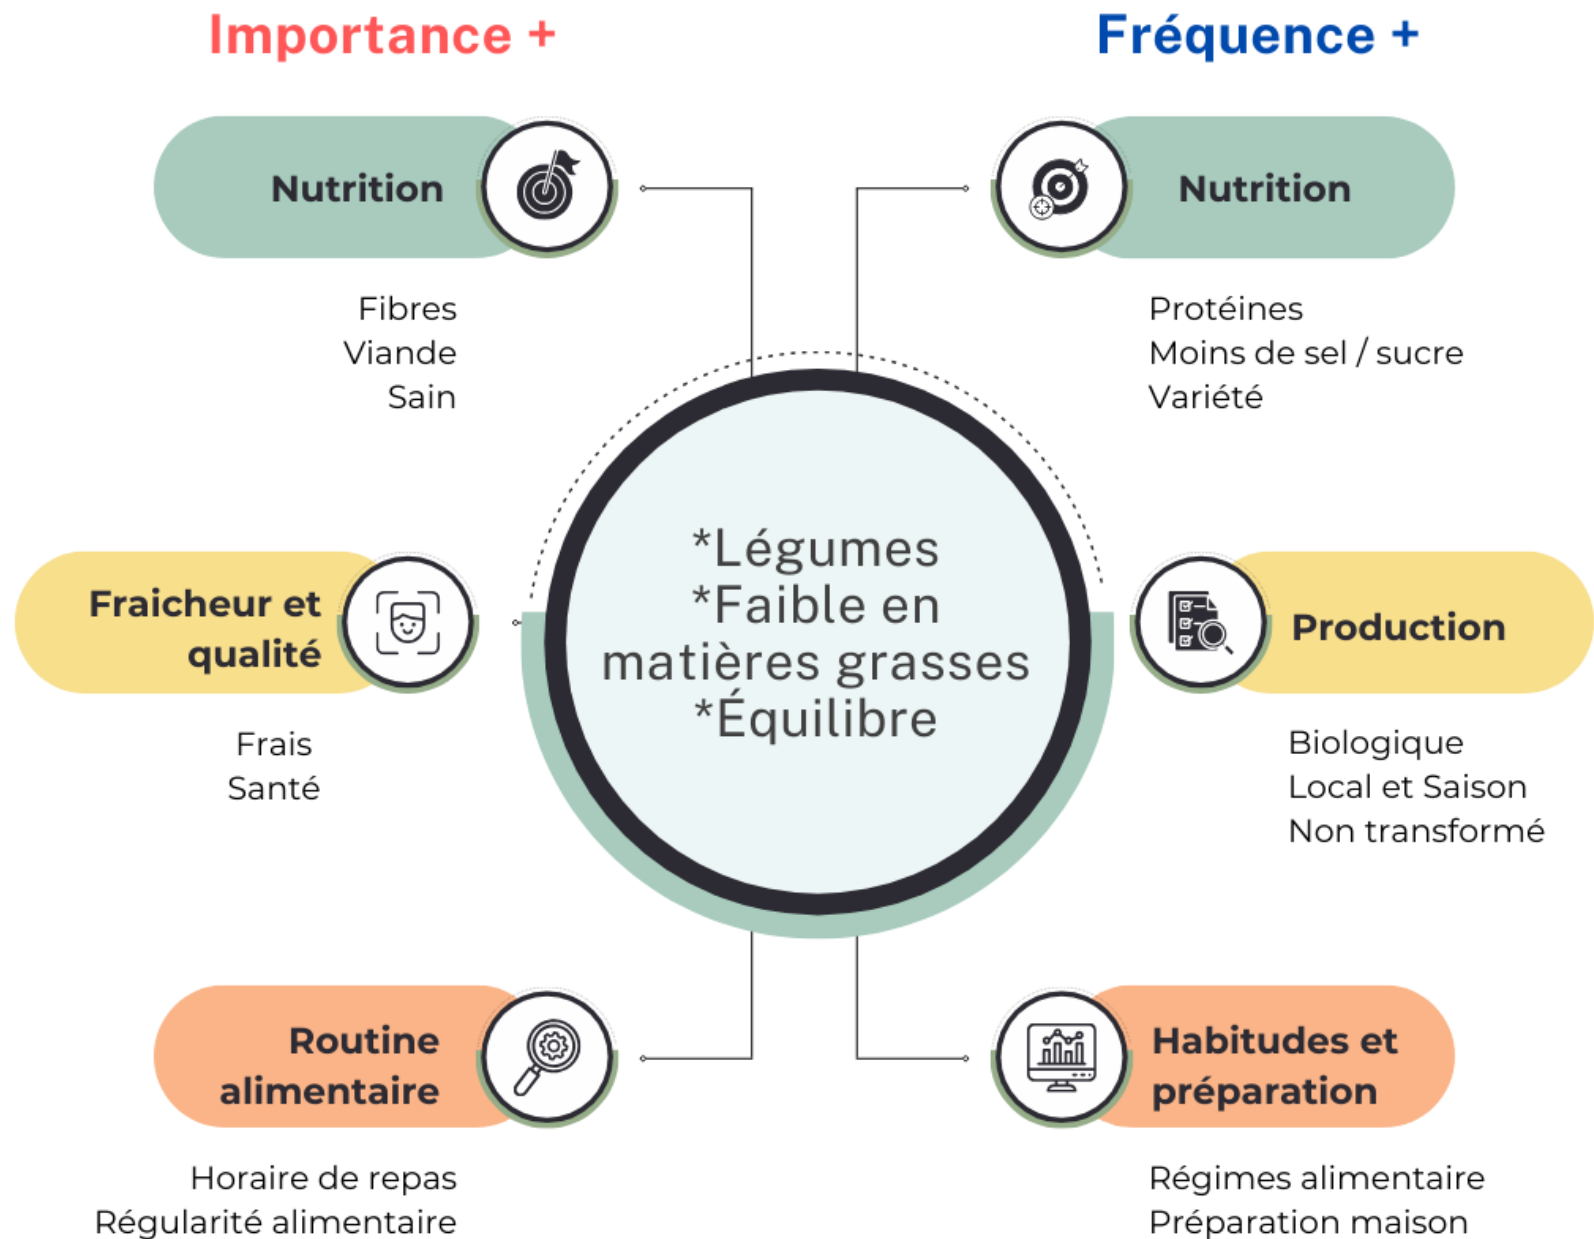 Importance +
Fréquence +
Nutrition
Fibres
Viande
Sain
Nutrition
Protéines
Moins de sel / sucre
Variété
Fraicheur et
qualité
Frais
Santé
*Légumes
*Faible en
matières grasses
*Équilibre
Production
Biologique
Local et Saison
Non transformé
Routine
alimentaire
Horaire de repas
Régularité alimentaire
Habitudes et
préparation
Régimes alimentaire
Préparation maison